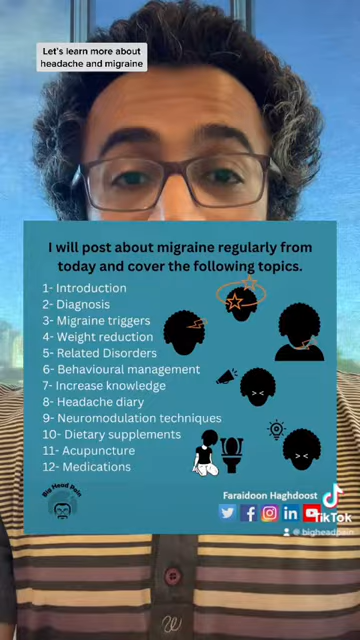 Let's learn more about
headache and migraine
I will post about migraine regularly from
today and cover the following topics.
1- Introduction
2- Diagnosis
3- Migraine triggers
4- Weight reduction
5- Related Disorders
6- Behavioural management
7- Increase knowledge
8- Headache diary
9- Neuromodulation techniques
10- Dietary supplements
11- Acupuncture
12- Medications
Big Head Pain
Faraidoon Haghdoost
TikTok
@bigheadpain